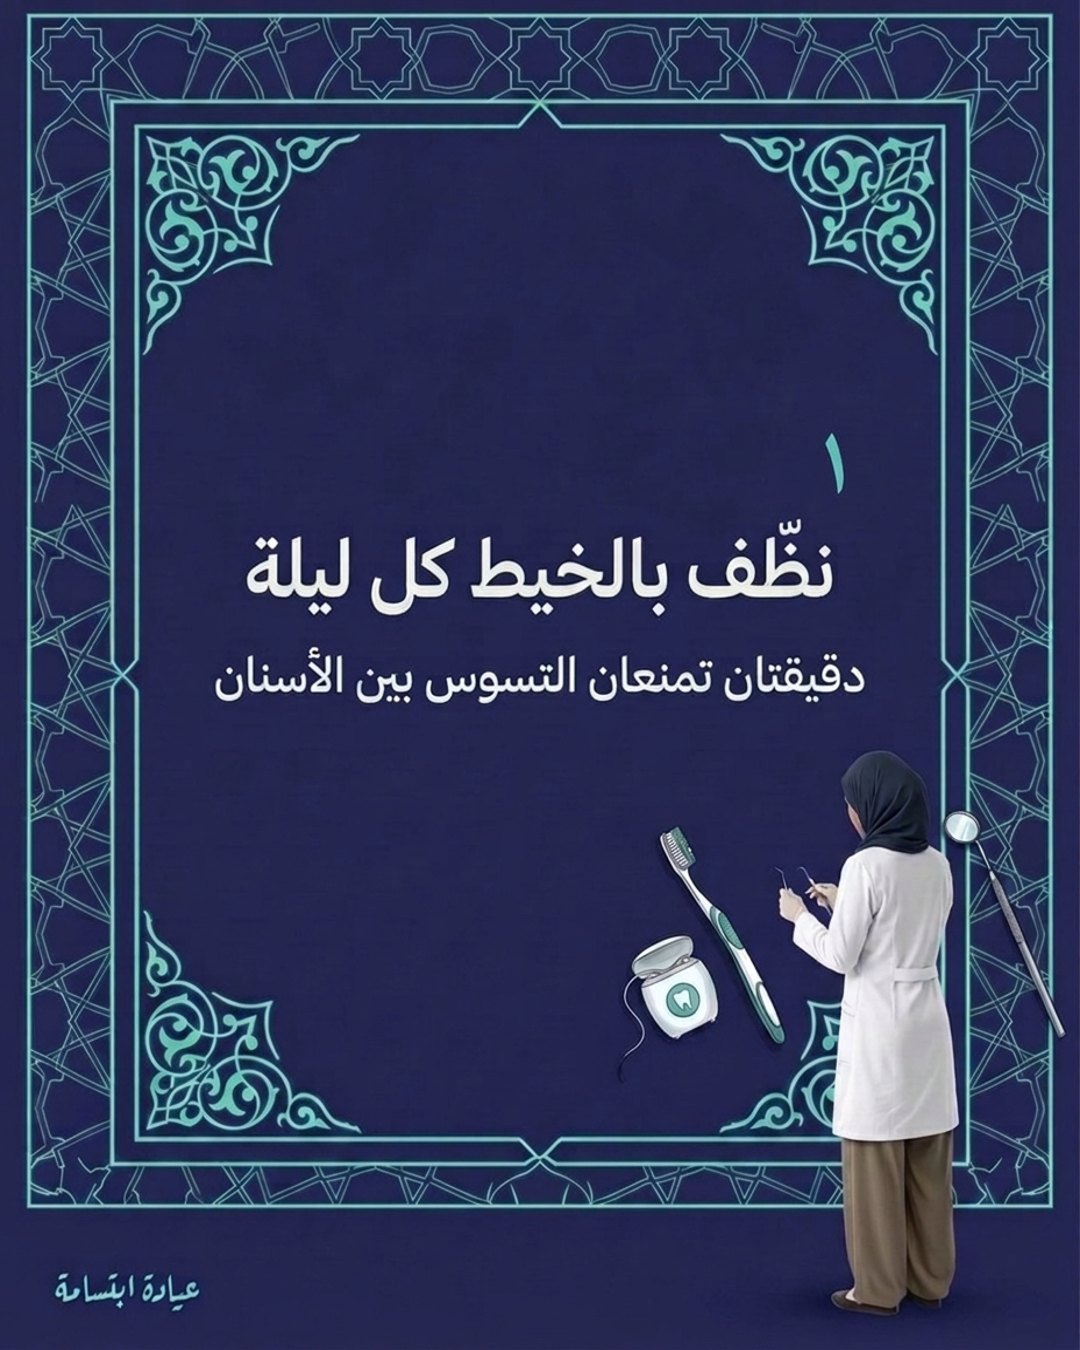 ١
نظّف بالخيط كل ليلة
دقيقتان تمنعان التسوس بين الأسنان
عيادة ابتسامة